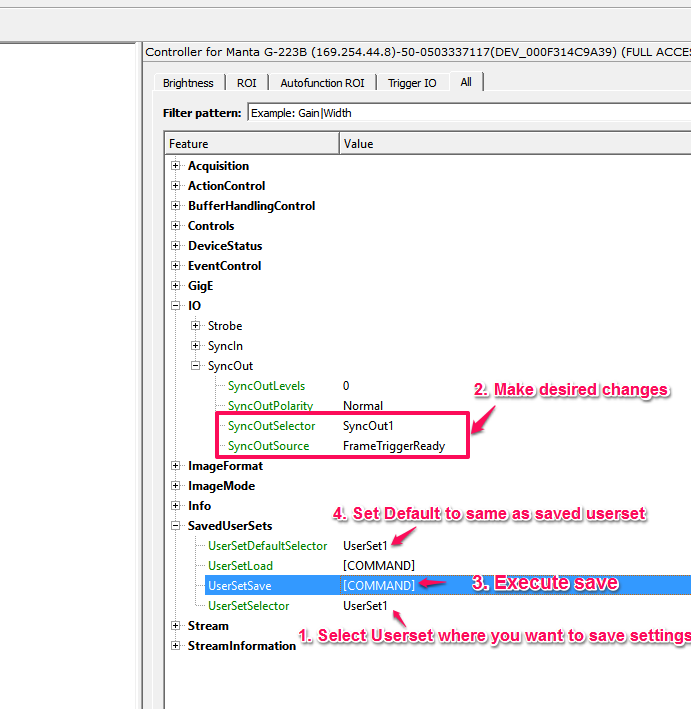 Controller for Manta G-223B (169.254.44.8)-50-0503337117(DEV_000F314C9A39) (FULL ACCE
Brightness ROI Autofunction ROI Trigger IO All
Filter pattern: Example: Gain|Width
Feature Value
Acquisition
ActionControl
BufferHandlingControl
Controls
DeviceStatus
EventControl
GigE
IO
Strobe
SyncIn
SyncOut
SyncOutLevels 0
2. Make desired changes
SyncOutPolarity Normal
SyncOutSelector SyncOut1
SyncOutSource FrameTriggerReady
ImageFormat
ImageMode
Info
4. Set Default to same as saved userset
SavedUserSets
UserSetDefaultSelector UserSet1
UserSetLoad [COMMAND]
UserSetSave [COMMAND] 3. Execute save
UserSetSelector UserSet1
Stream
1. Select Userset where you want to save settings
StreamInformation